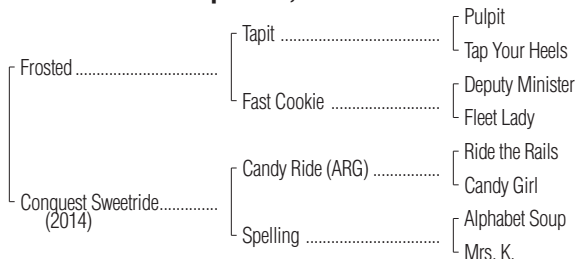 Pulpit
Tapit ................................................
Tap Your Heels
Frosted ...........................................
Deputy Minister
Fast Cookie .................................
Fleet Lady
Ride the Rails
Candy Ride (ARG) ....................
Candy Girl
Conquest Sweetride.................
(2014)
Alphabet Soup
Spelling ........................................
Mrs. K.